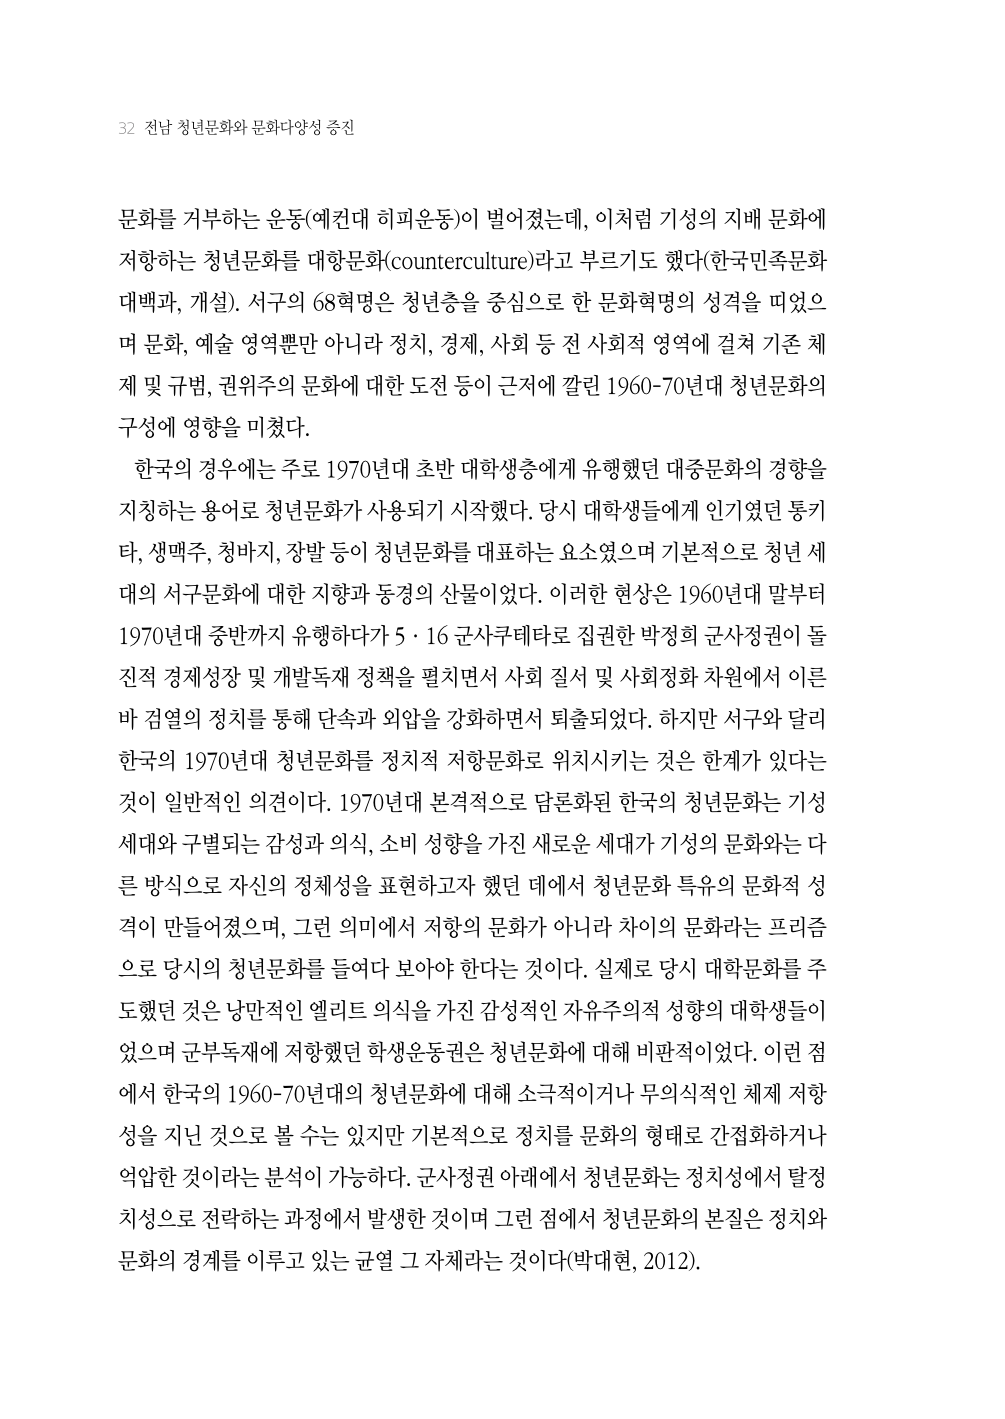 32 전남 청년문화와 문화다양성 증진
문화를 거부하는 운동(예컨대 히피운동)이 벌어졌는데, 이처럼 기성의 지배 문화에
저항하는 청년문화를 대항문화(counterculture)라고 부르기도 했다(한국민족문화
대백과, 개설). 서구의 68혁명은 청년층을 중심으로 한 문화혁명의 성격을 띠었으
며 문화, 예술 영역뿐만 아니라 정치, 경제, 사회 등 전 사회적 영역에 걸쳐 기존 체
제 및 규범, 권위주의 문화에 대한 도전 등이 근저에 깔린 1960-70년대 청년문화의
구성에 영향을 미쳤다.
한국의 경우에는 주로 1970년대 초반 대학생층에게 유행했던 대중문화의 경향을
지칭하는 용어로 청년문화가 사용되기 시작했다. 당시 대학생들에게 인기였던 통키
타, 생맥주, 청바지, 장발 등이 청년문화를 대표하는 요소였으며 기본적으로 청년 세
대의 서구문화에 대한 지향과 동경의 산물이었다. 이러한 현상은 1960년대 말부터
1970년대 중반까지 유행하다가 5·16 군사쿠테타로 집권한 박정희 군사정권이 돌
진적 경제성장 및 개발독재 정책을 펼치면서 사회 질서 및 사회정화 차원에서 이른
바 검열의 정치를 통해 단속과 외압을 강화하면서 퇴출되었다. 하지만 서구와 달리
한국의 1970년대 청년문화를 정치적 저항문화로 위치시키는 것은 한계가 있다는
것이 일반적인 의견이다. 1970년대 본격적으로 담론화된 한국의 청년문화는 기성
세대와 구별되는 감성과 의식, 소비 성향을 가진 새로운 세대가 기성의 문화와는 다
른 방식으로 자신의 정체성을 표현하고자 했던 데에서 청년문화 특유의 문화적 성
격이 만들어졌으며, 그런 의미에서 저항의 문화가 아니라 차이의 문화라는 프리즘
으로 당시의 청년문화를 들여다 보아야 한다는 것이다. 실제로 당시 대학문화를 주
도했던 것은 낭만적인 엘리트 의식을 가진 감성적인 자유주의적 성향의 대학생들이
었으며 군부독재에 저항했던 학생운동권은 청년문화에 대해 비판적이었다. 이런 점
에서 한국의 1960-70년대의 청년문화에 대해 소극적이거나 무의식적인 체제 저항
성을 지닌 것으로 볼 수는 있지만 기본적으로 정치를 문화의 형태로 간접화하거나
억압한 것이라는 분석이 가능하다. 군사정권 아래에서 청년문화는 정치성에서 탈정
치성으로 전락하는 과정에서 발생한 것이며 그런 점에서 청년문화의 본질은 정치와
문화의 경계를 이루고 있는 균열 그 자체라는 것이다(박대현, 2012).